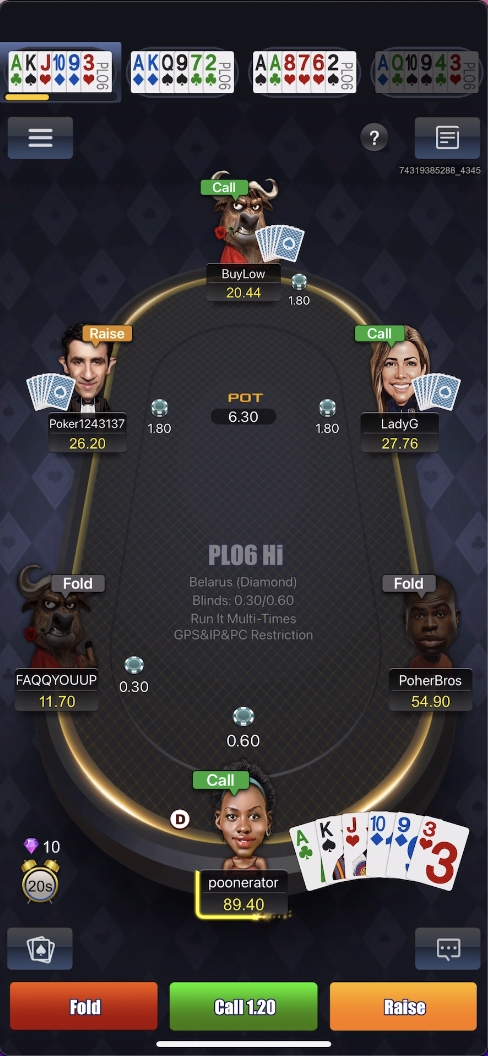 A K J 10 9 3 PLO6
A K Q 9 7 2 PLO6
A A 8 7 6 2 PLO6
A Q 10 9 4 3 PLO6
?
74319385288_4345
Call
BuyLow
20.44
1.80
Raise
Call
Poker1243137
26.20
1.80
POT
6.30
1.80
LadyG
27.76
PLO6 Hi
Belarus (Diamond)
Blinds: 0.30/0.60
Run It Multi-Times
GPS&IP&PC Restriction
Fold
Fold
FAQQYOUUP
11.70
0.30
PoherBros
54.90
0.60
Call
D
A K J 10 9 3
3
10
20s
poonerator
89.40
Fold
Call 1.20
Raise